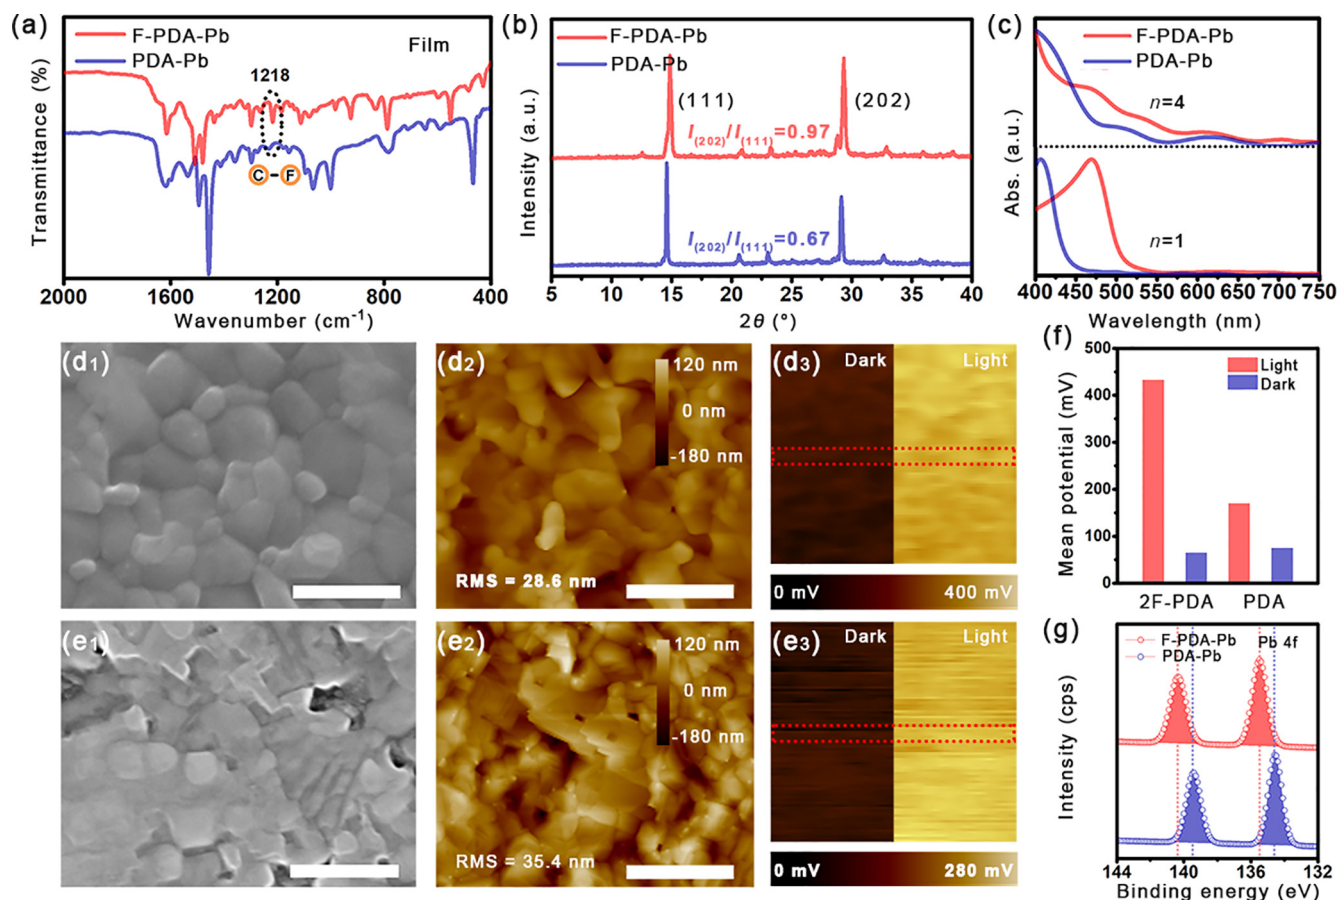 (a)
F-PDA-Pb
PDA-Pb
Film
1218
C – F
Transmittance (%)
2000 1600 1200 800 400
Wavenumber (cm⁻¹)
(b)
F-PDA-Pb
PDA-Pb
(111)
(202)
I(202)/I(111)=0.97
I(202)/I(111)=0.67
Intensity (a.u.)
5 10 15 20 25 30 35 40
2θ (°)
(c)
F-PDA-Pb
PDA-Pb
n=4
n=1
Abs. (a.u.)
400 450 500 550 600 650 700 750
Wavelength (nm)
(d1)
(d2)
120 nm
0 nm
-180 nm
RMS = 28.6 nm
(d3)
Dark
Light
0 mV
400 mV
(e1)
(e2)
120 nm
0 nm
-180 nm
RMS = 35.4 nm
(e3)
Dark
Light
0 mV
280 mV
(f)
Light
Dark
Mean potential (mV)
500
400
300
200
100
0
2F-PDA PDA
(g)
F-PDA-Pb
PDA-Pb
Pb 4f
Intensity (cps)
144 140 136 132
Binding energy (eV)